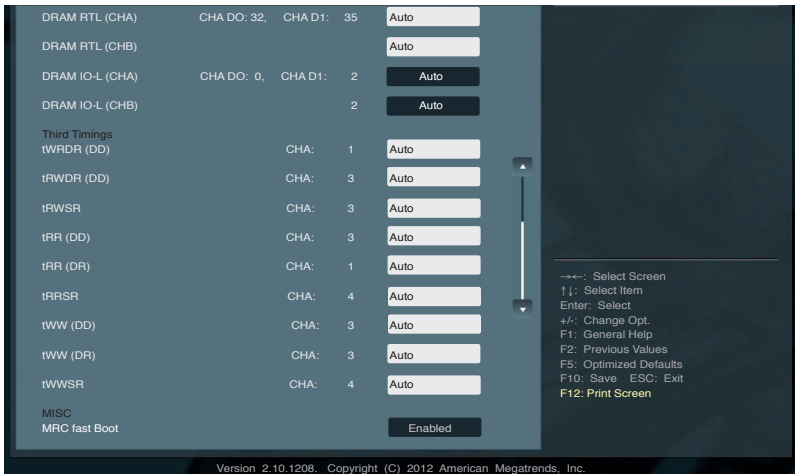 DRAM RTL (CHA) CHA DO: 32, CHA D1: 35 Auto
DRAM RTL (CHB) Auto
DRAM IO-L (CHA) CHA DO: 0, CHA D1: 2 Auto
DRAM IO-L (CHB) 2 Auto
Third Timings
tWRDR (DD) CHA: 1 Auto
tRWDR (DD) CHA: 3 Auto
tRWSR CHA: 3 Auto
tRR (DD) CHA: 3 Auto
tRR (DR) CHA: 1 Auto
tRRSR CHA: 4 Auto
tWW (DD) CHA: 3 Auto
tWW (DR) CHA: 3 Auto
tWWSR CHA: 4 Auto
MISC
MRC fast Boot Enabled
→←: Select Screen
↑↓: Select Item
Enter: Select
+/-: Change Opt.
F1: General Help
F2: Previous Values
F5: Optimized Defaults
F10: Save ESC: Exit
F12: Print Screen
Version 2.10.1208. Copyright (C) 2012 American Megatrends, Inc.